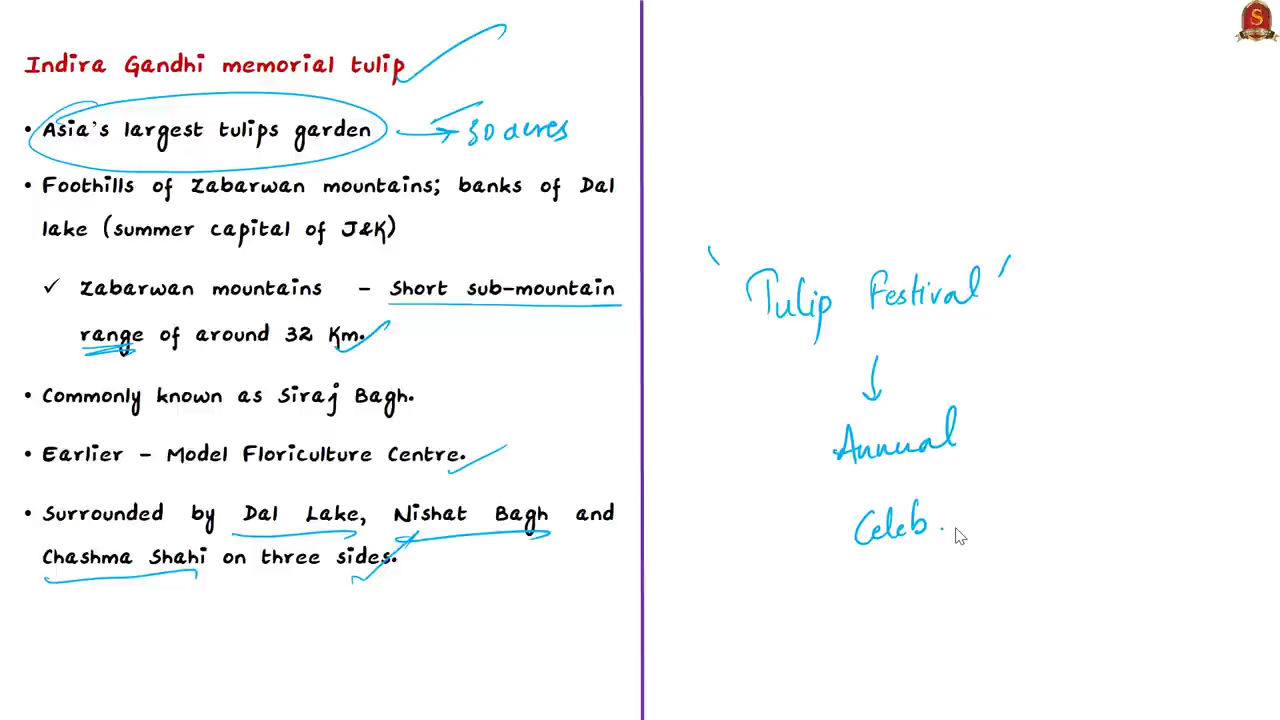 Indira Gandhi memorial tulip
• Asia's largest tulips garden → 30 acres
• Foothills of Zabarwan mountains; banks of Dal
lake (summer capital of J&K)
✓ Zabarwan mountains - Short sub-mountain
range of around 32 Km.
• Commonly known as Siraj Bagh.
• Earlier - Model Floriculture Centre.
• Surrounded by Dal Lake, Nishat Bagh and
Chashma Shahi on three sides.
S
'Tulip Festival'
↓
Annual
Celeb.